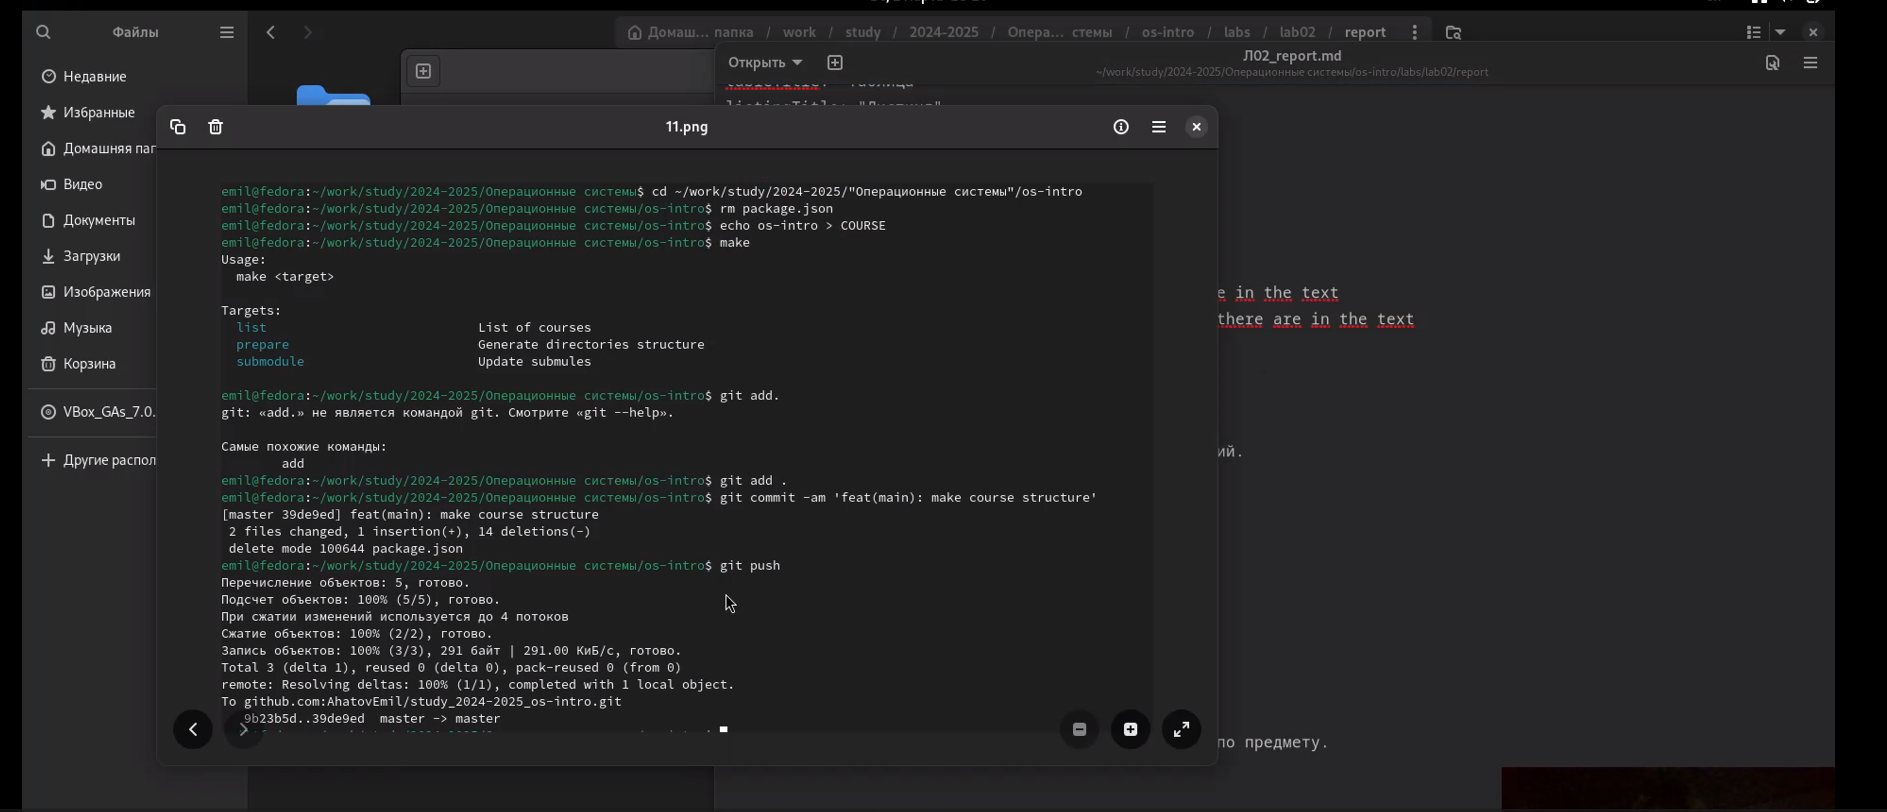 Файлы
Домаш... папка / work / study / 2024-2025 / Опера... стемы / os-intro / labs / lab02 / report
Недавние
Избранные
Домашняя пап
Видео
Документы
Загрузки
Изображения
Музыка
Корзина
VBox_GAs_7.0.
Другие распол
Открыть
Л02_report.md
~/work/study/2024-2025/Операционные системы/os-intro/labs/lab02/report
11.png
emil@fedora:~/work/study/2024-2025/Операционные системы$ cd ~/work/study/2024-2025/"Операционные системы"/os-intro
emil@fedora:~/work/study/2024-2025/Операционные системы/os-intro$ rm package.json
emil@fedora:~/work/study/2024-2025/Операционные системы/os-intro$ echo os-intro > COURSE
emil@fedora:~/work/study/2024-2025/Операционные системы/os-intro$ make
Usage:
make <target>
Targets:
list List of courses
prepare Generate directories structure
submodule Update submules
emil@fedora:~/work/study/2024-2025/Операционные системы/os-intro$ git add.
git: «add.» не является командой git. Смотрите «git --help».
Самые похожие команды:
add
emil@fedora:~/work/study/2024-2025/Операционные системы/os-intro$ git add .
emil@fedora:~/work/study/2024-2025/Операционные системы/os-intro$ git commit -am 'feat(main): make course structure'
[master 39de9ed] feat(main): make course structure
2 files changed, 1 insertion(+), 14 deletions(-)
delete mode 100644 package.json
emil@fedora:~/work/study/2024-2025/Операционные системы/os-intro$ git push
Перечисление объектов: 5, готово.
Подсчет объектов: 100% (5/5), готово.
При сжатии изменений используется до 4 потоков
Сжатие объектов: 100% (2/2), готово.
Запись объектов: 100% (3/3), 291 байт | 291.00 КиБ/с, готово.
Total 3 (delta 1), reused 0 (delta 0), pack-reused 0 (from 0)
remote: Resolving deltas: 100% (1/1), completed with 1 local object.
To github.com:AhatovEmil/study_2024-2025_os-intro.git
9b23b5d..39de9ed master -> master
e in the text
there are in the text
ий.
по предмету.